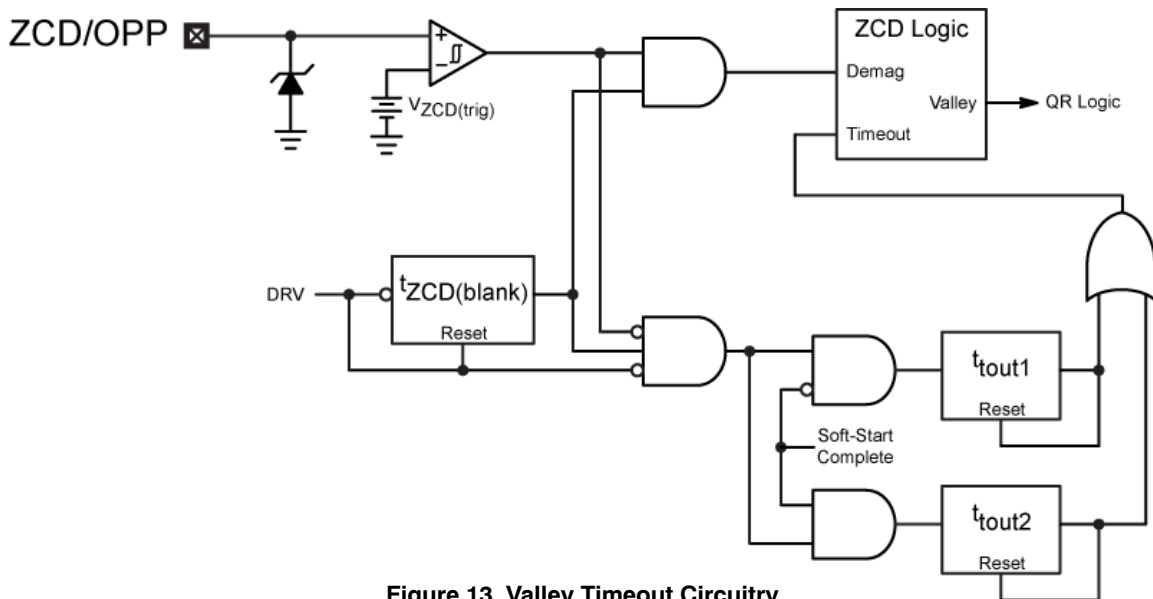 ZCD/OPP
ZCD Logic
Demag
Valley
QR Logic
Timeout
VZCD(trig)
DRV
tZCD(blank)
Reset
ttout1
Reset
Soft-Start
Complete
ttout2
Reset
Figure 13. Valley Timeout Circuitry